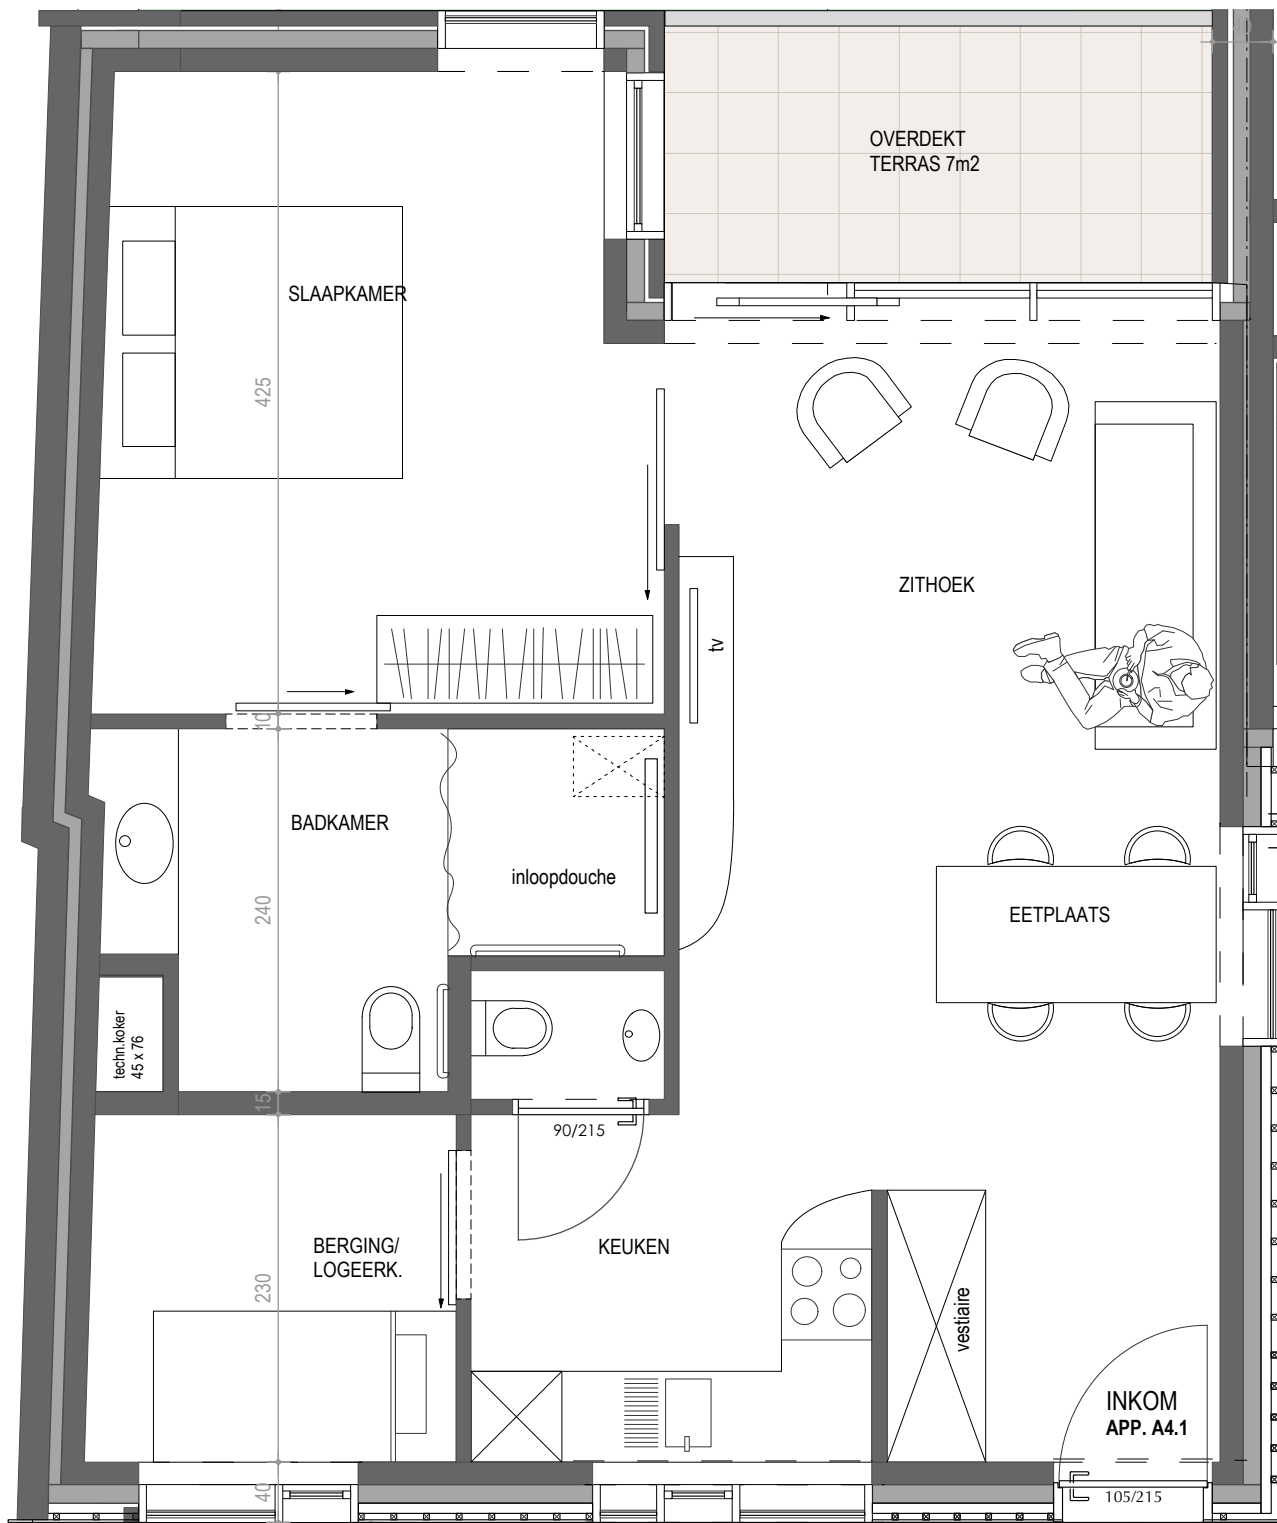 40
OVERDEKT
TERRAS 7m2
SLAAPKAMER
425
ZITHOEK
tv
10
BADKAMER
inloopdouche
240
EETPLAATS
techn.koker
45 x 76
15
90/215
BERGING/
LOGEERK.
KEUKEN
230
vestiaire
INKOM
APP. A4.1
40
105/215